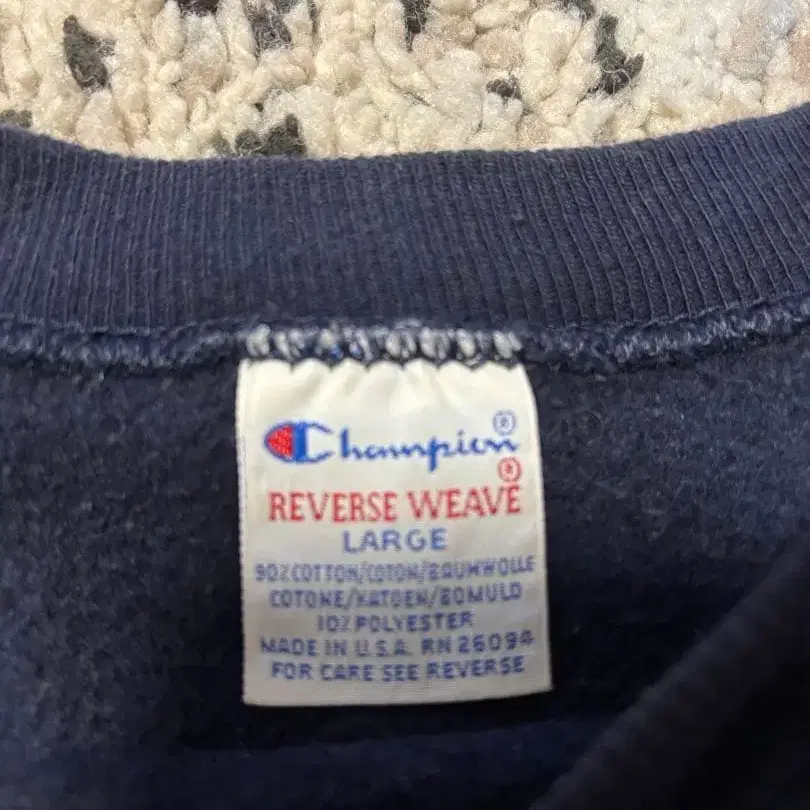 Champion®
REVERSE WEAVE®
LARGE
90% COTTON/COTON/BAUMWOLLE
COTONE/KATOEN/BOMULD
10% POLYESTER
MADE IN U.S.A. RN 26094
FOR CARE SEE REVERSE